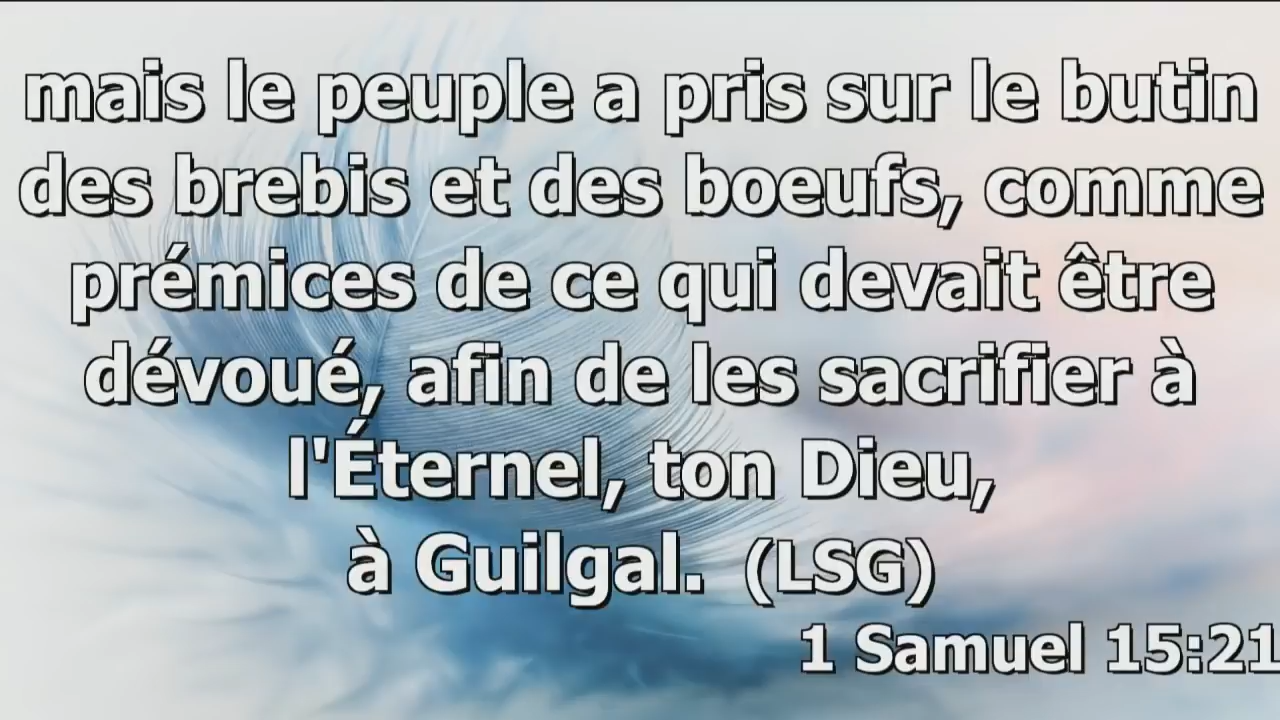 mais le peuple a pris sur le butin
des brebis et des boeufs, comme
prémices de ce qui devait être
dévoué, afin de les sacrifier à
l'Éternel, ton Dieu,
à Guilgal. (LSG)
1 Samuel 15:21